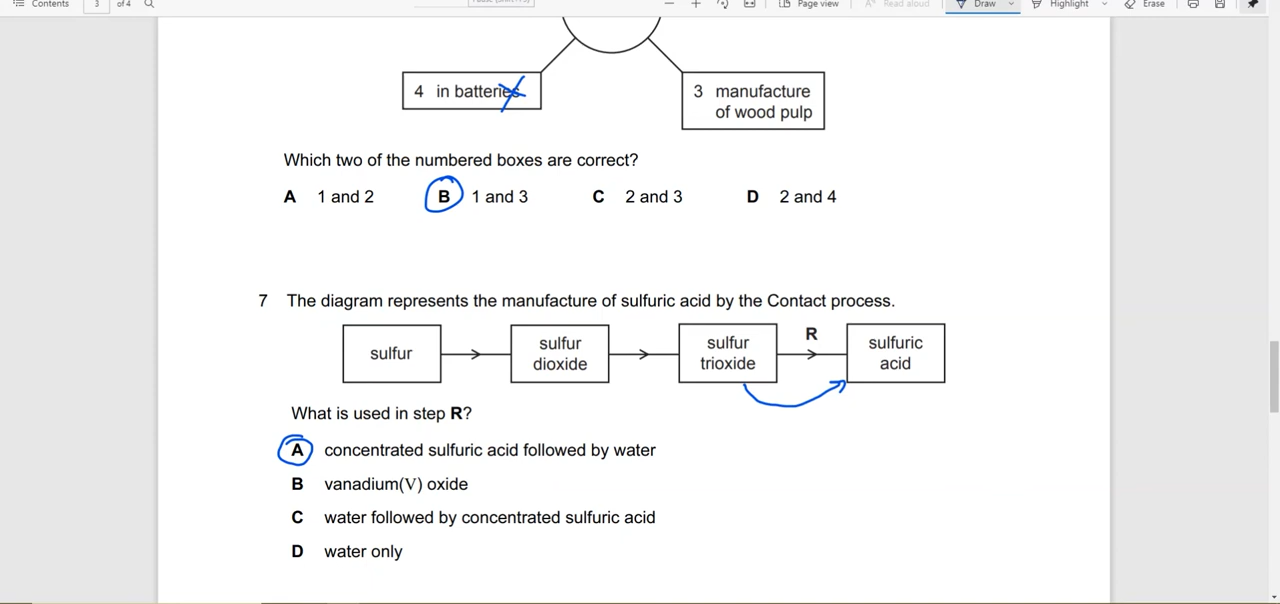 Contents 3 of 4 Page view Read aloud Draw Highlight Erase
4 in batteries
3 manufacture
of wood pulp
Which two of the numbered boxes are correct?
A 1 and 2 B 1 and 3 C 2 and 3 D 2 and 4
7 The diagram represents the manufacture of sulfuric acid by the Contact process.
sulfur
sulfur
dioxide
sulfur
trioxide
R
sulfuric
acid
What is used in step R?
A concentrated sulfuric acid followed by water
B vanadium(V) oxide
C water followed by concentrated sulfuric acid
D water only